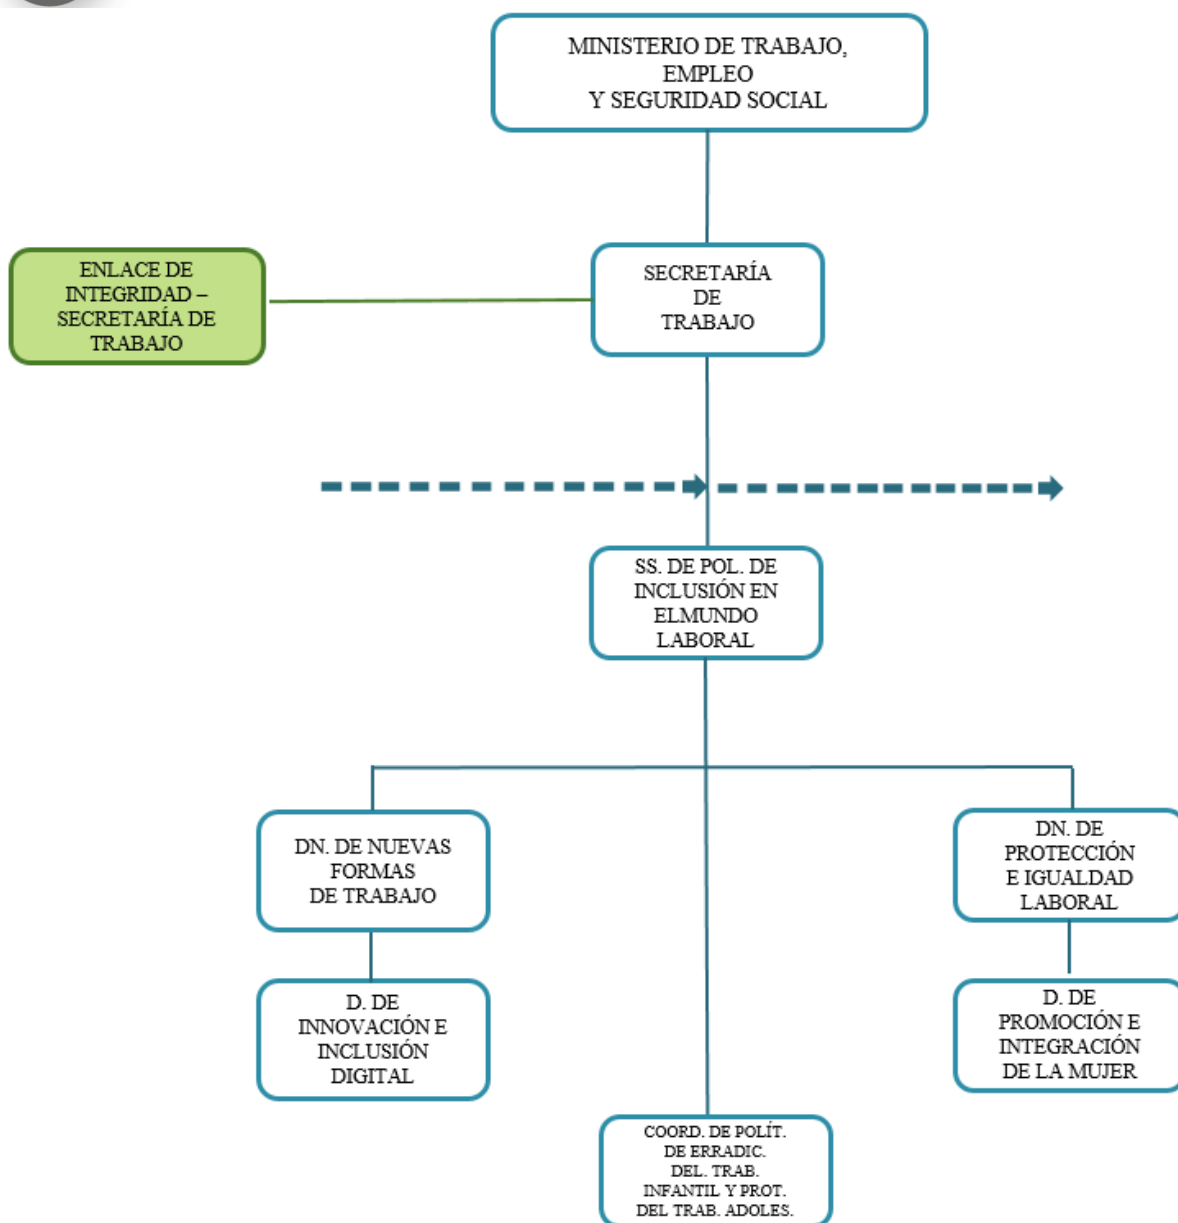 MINISTERIO DE TRABAJO,
EMPLEO
Y SEGURIDAD SOCIAL
ENLACE DE
INTEGRIDAD –
SECRETARÍA DE
TRABAJO
SECRETARÍA
DE
TRABAJO
SS. DE POL. DE
INCLUSIÓN EN
ELMUNDO
LABORAL
DN. DE NUEVAS
FORMAS
DE TRABAJO
DN. DE
PROTECCIÓN
E IGUALDAD
LABORAL
D. DE
INNOVACIÓN E
INCLUSIÓN
DIGITAL
D. DE
PROMOCIÓN E
INTEGRACIÓN
DE LA MUJER
COORD. DE POLÍT.
DE ERRADIC.
DEL. TRAB.
INFANTIL Y PROT.
DEL TRAB. ADOLES.